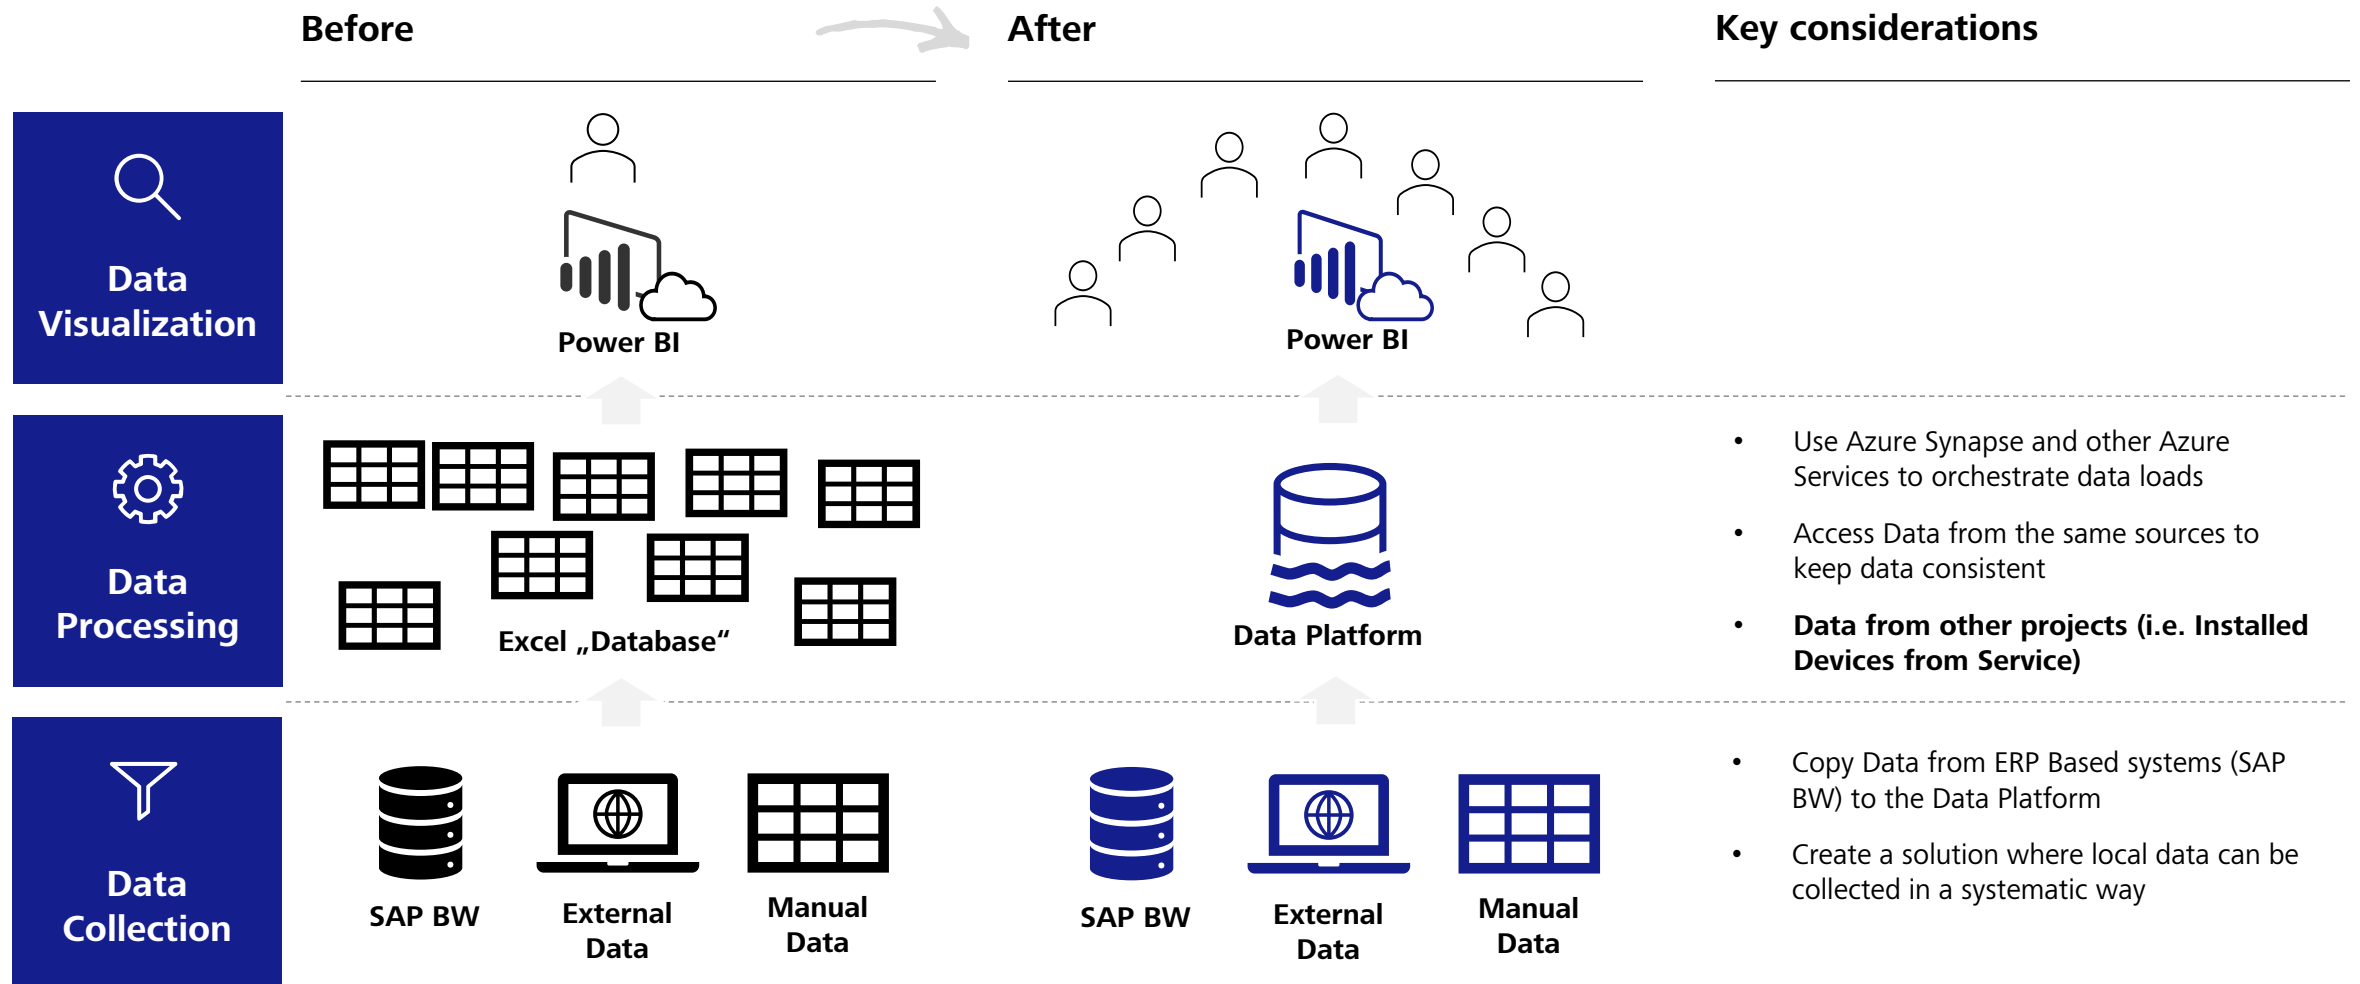 Before
After
Key considerations
Data
Visualization
Power BI
Power BI
Data
Processing
Excel „Database“
Data Platform
• Use Azure Synapse and other Azure
Services to orchestrate data loads
• Access Data from the same sources to
keep data consistent
• Data from other projects (i.e. Installed
Devices from Service)
Data
Collection
SAP BW
External
Data
Manual
Data
SAP BW
External
Data
Manual
Data
• Copy Data from ERP Based systems (SAP
BW) to the Data Platform
• Create a solution where local data can be
collected in a systematic way